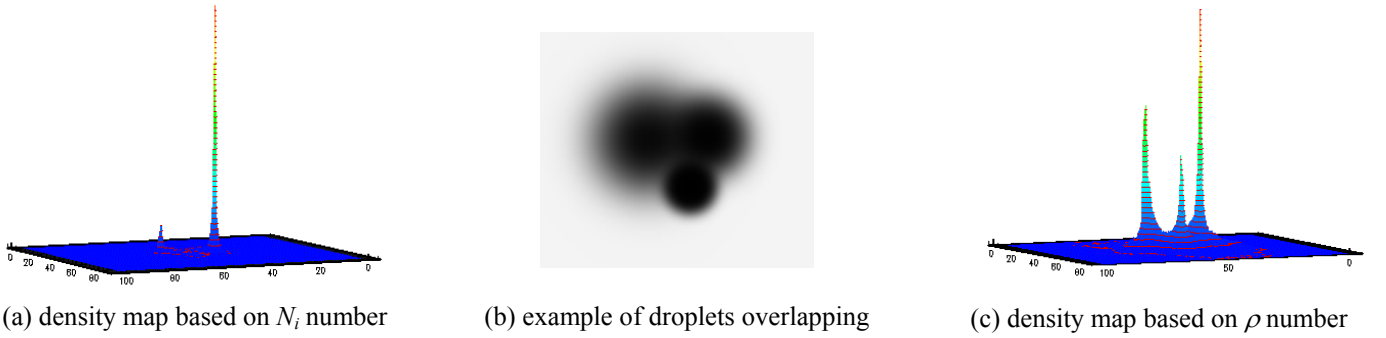 0 20 40 60 80 100 80 60 40 20 0
0 20 40 60 80 100 50 0
(a) density map based on Nᵢ number
(b) example of droplets overlapping
(c) density map based on ρ number